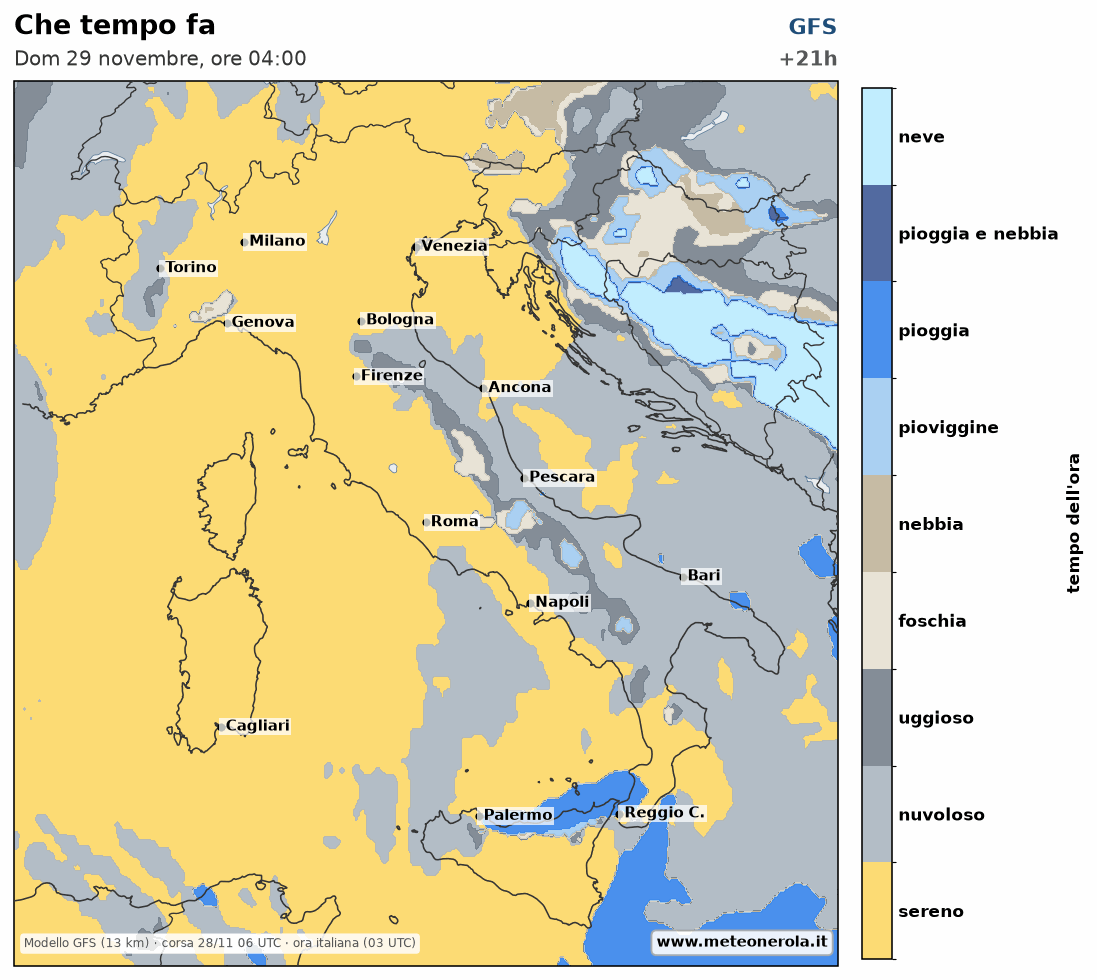 Che tempo fa
GFS
Dom 29 novembre, ore 04:00
+21h
neve
pioggia e nebbia
pioggia
pioviggine
nebbia
foschia
uggioso
nuvoloso
sereno
tempo dell'ora
Milano
Venezia
Torino
Genova
Bologna
Firenze
Ancona
Pescara
Roma
Bari
Napoli
Cagliari
Palermo
Reggio C.
Modello GFS (13 km) · corsa 28/11 06 UTC · ora italiana (03 UTC)
www.meteonerola.it